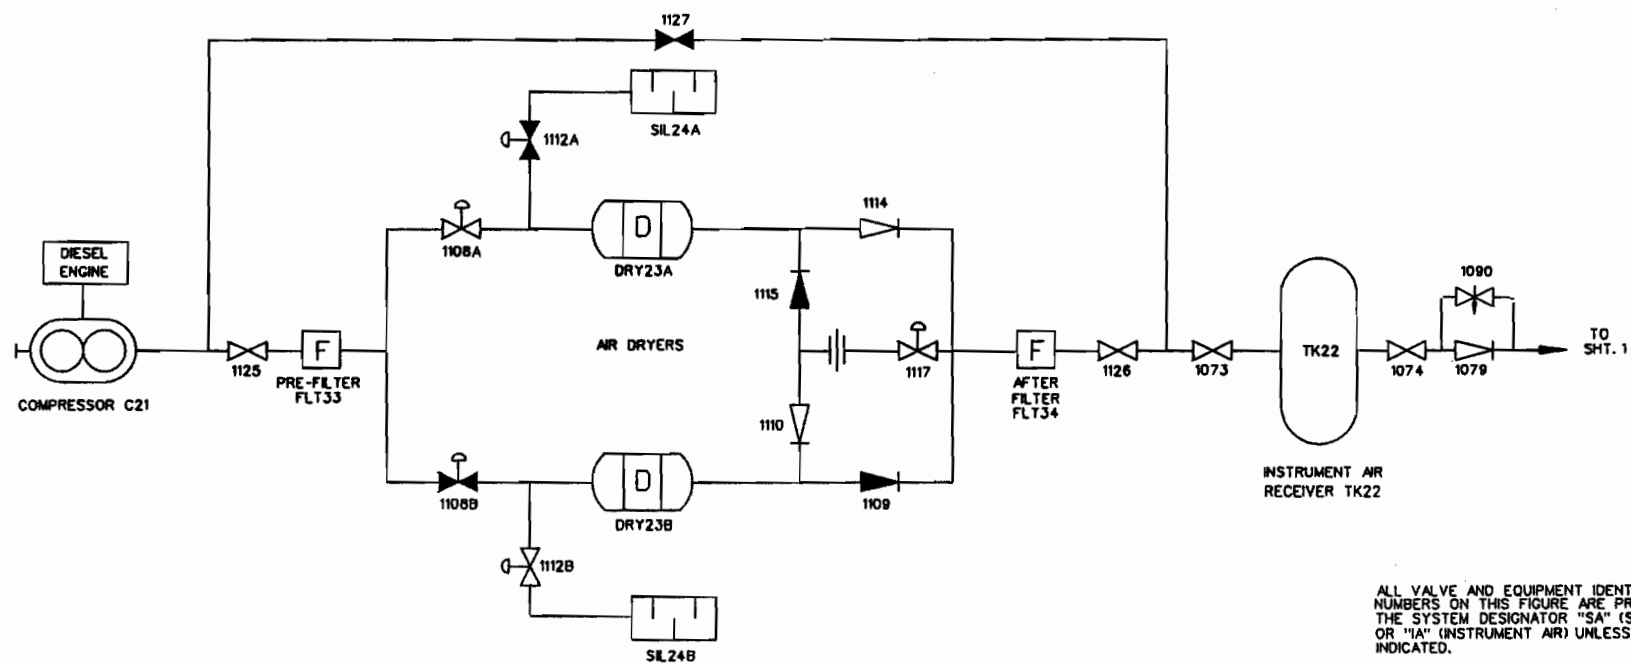 1127
SIL24A
1112A
1114
1108A
D
DRY23A
DIESEL
ENGINE
1115
1090
AIR DRYERS
F
F
TK22
TO
SHT. 1
1125
1117
1126
1073
1074
1079
PRE-FILTER
FLT33
AFTER
FILTER
FLT34
COMPRESSOR C21
1110
D
INSTRUMENT AIR
RECEIVER TK22
1108B
DRY23B
1109
1112B
SIL24B
ALL VALVE AND EQUIPMENT IDENT
NUMBERS ON THIS FIGURE ARE PR
THE SYSTEM DESIGNATOR "SA" (S
OR "IA" (INSTRUMENT AIR) UNLESS
INDICATED.